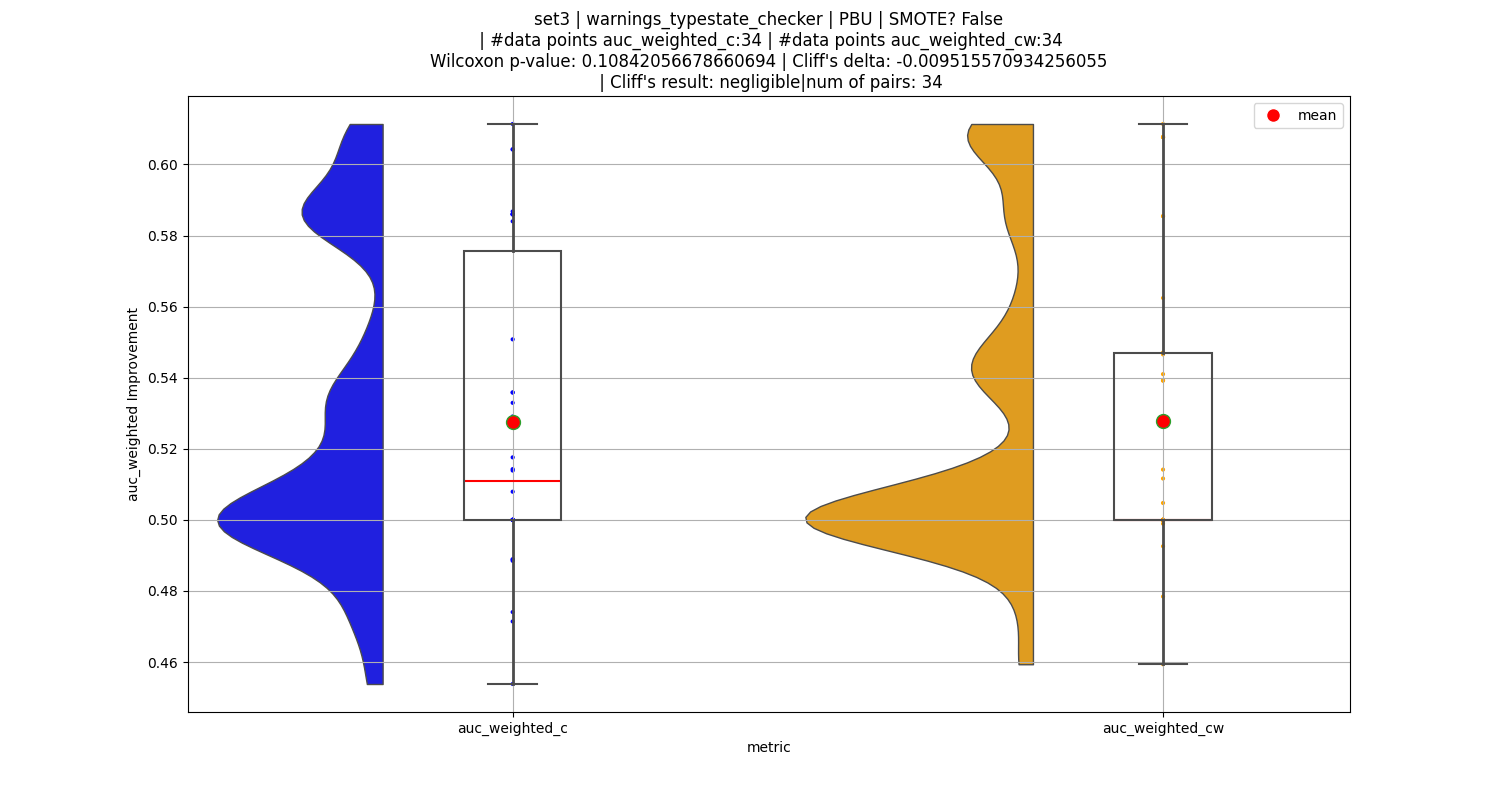 set3 | warnings_typestate_checker | PBU | SMOTE? False
| #data points auc_weighted_c:34 | #data points auc_weighted_cw:34
Wilcoxon p-value: 0.10842056678660694 | Cliff's delta: -0.009515570934256055
| Cliff's result: negligible|num of pairs: 34
mean
0.60
0.58
0.56
0.54
0.52
0.50
0.48
0.46
auc_weighted Improvement
auc_weighted_c
auc_weighted_cw
metric